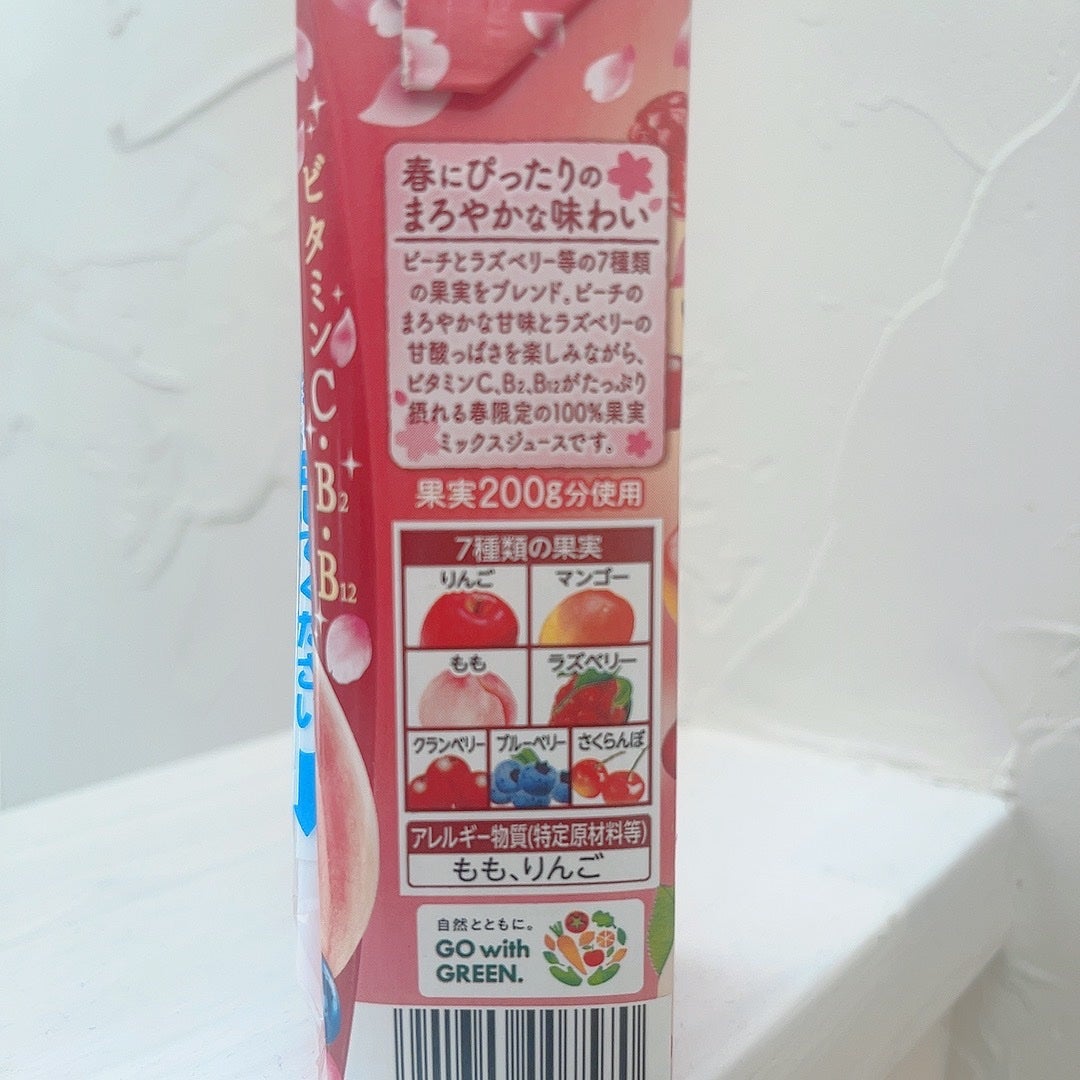 ビタミンC・B2・B12
春にぴったりの
まろやかな味わい
ピーチとラズベリー等の7種類
の果実をブレンド。ピーチの
まろやかな甘味とラズベリーの
甘酸っぱさを楽しみながら、
ビタミンC、B2、B12がたっぷり
摂れる春限定の100%果実
ミックスジュースです。
果実200g分使用
7種類の果実
りんご
マンゴー
もも
ラズベリー
クランベリー
ブルーベリー
さくらんぼ
アレルギー物質(特定原材料等)
もも、りんご
自然とともに。
GO with
GREEN.